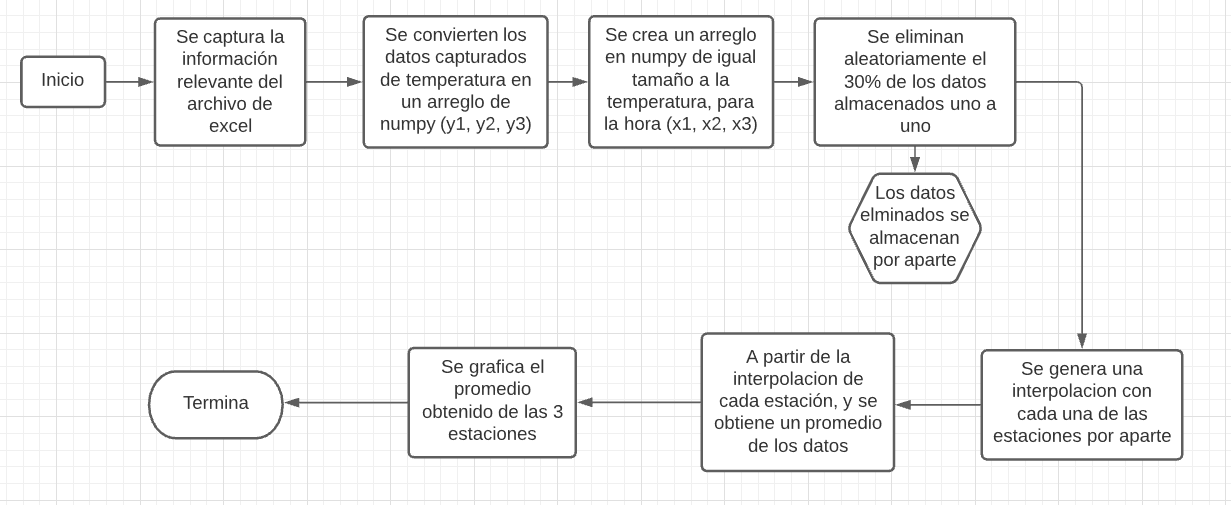 Inicio
Se captura la
información
relevante del
archivo de
excel
Se convierten los
datos capturados
de temperatura en
un arreglo de
numpy (y1, y2, y3)
Se crea un arreglo
en numpy de igual
tamaño a la
temperatura, para
la hora (x1, x2, x3)
Se eliminan
aleatoriamente el
30% de los datos
almacenados uno a
uno
Los datos
elminados se
almacenan
por aparte
Se genera una
interpolacion con
cada una de las
estaciones por aparte
A partir de la
interpolacion de
cada estación, y se
obtiene un promedio
de los datos
Se grafica el
promedio
obtenido de las 3
estaciones
Termina